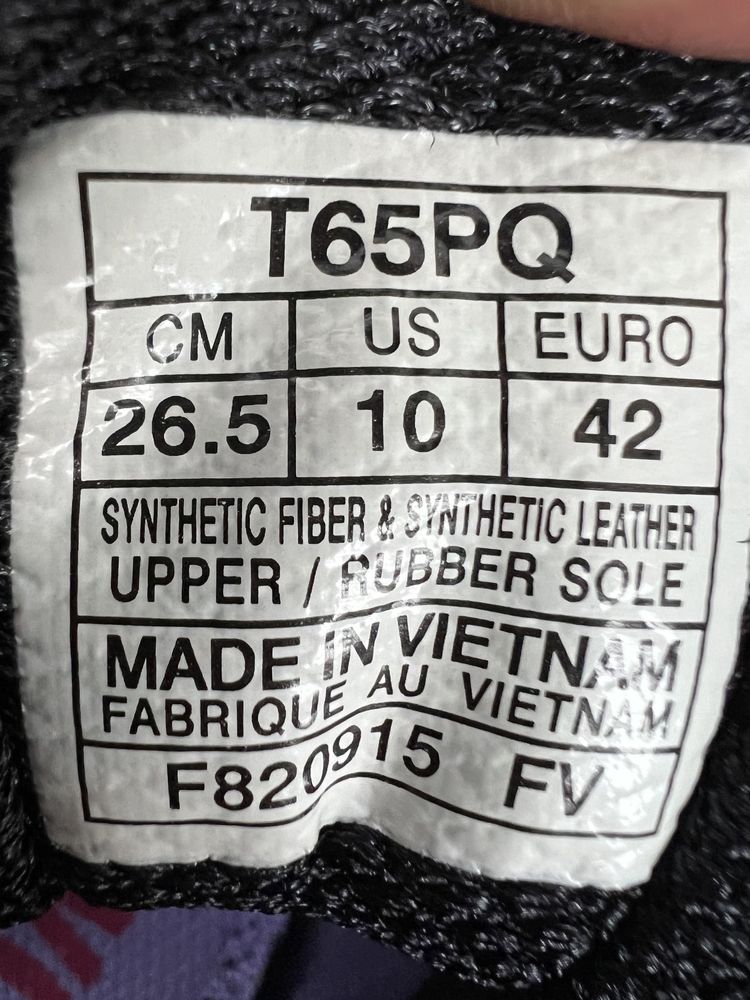 T65PQ
CM US EURO
26.5 10 42
SYNTHETIC FIBER & SYNTHETIC LEATHER
UPPER / RUBBER SOLE
MADE IN VIETNAM
FABRIQUE AU VIETNAM
F820915 FV